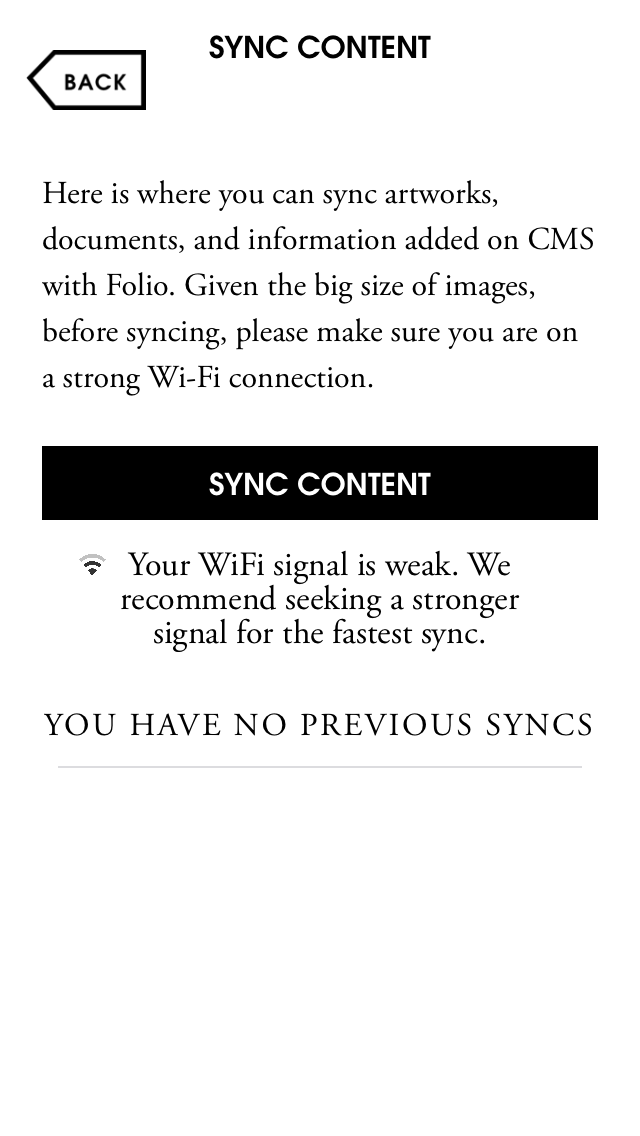 SYNC CONTENT
BACK
Here is where you can sync artworks,
documents, and information added on CMS
with Folio. Given the big size of images,
before syncing, please make sure you are on
a strong Wi-Fi connection.
SYNC CONTENT
Your WiFi signal is weak. We
recommend seeking a stronger
signal for the fastest sync.
YOU HAVE NO PREVIOUS SYNCS